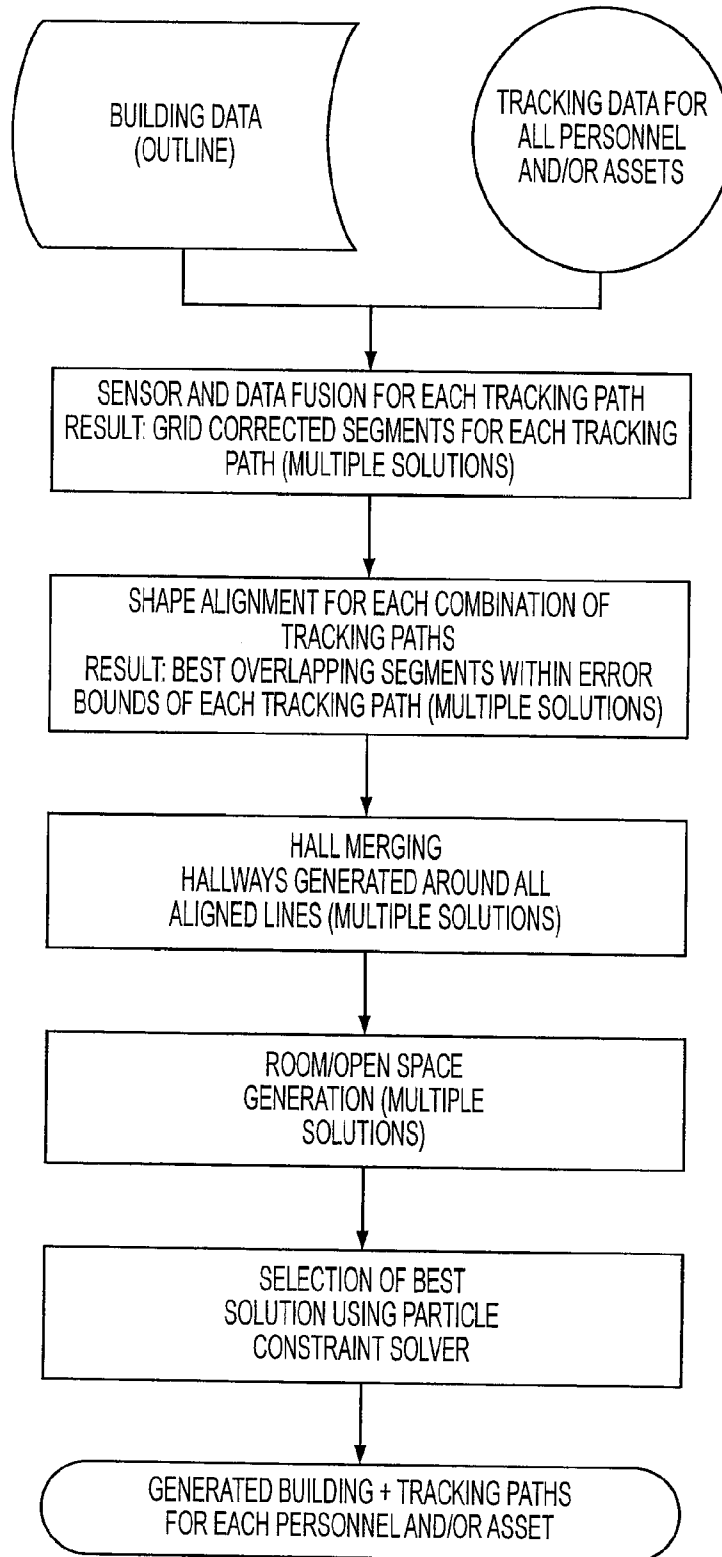 BUILDING DATA
(OUTLINE)
TRACKING DATA FOR
ALL PERSONNEL
AND/OR ASSETS
SENSOR AND DATA FUSION FOR EACH TRACKING PATH
RESULT: GRID CORRECTED SEGMENTS FOR EACH TRACKING
PATH (MULTIPLE SOLUTIONS)
SHAPE ALIGNMENT FOR EACH COMBINATION OF
TRACKING PATHS
RESULT: BEST OVERLAPPING SEGMENTS WITHIN ERROR
BOUNDS OF EACH TRACKING PATH (MULTIPLE SOLUTIONS)
HALL MERGING
HALLWAYS GENERATED AROUND ALL
ALIGNED LINES (MULTIPLE SOLUTIONS)
ROOM/OPEN SPACE
GENERATION (MULTIPLE
SOLUTIONS)
SELECTION OF BEST
SOLUTION USING PARTICLE
CONSTRAINT SOLVER
GENERATED BUILDING + TRACKING PATHS
FOR EACH PERSONNEL AND/OR ASSET